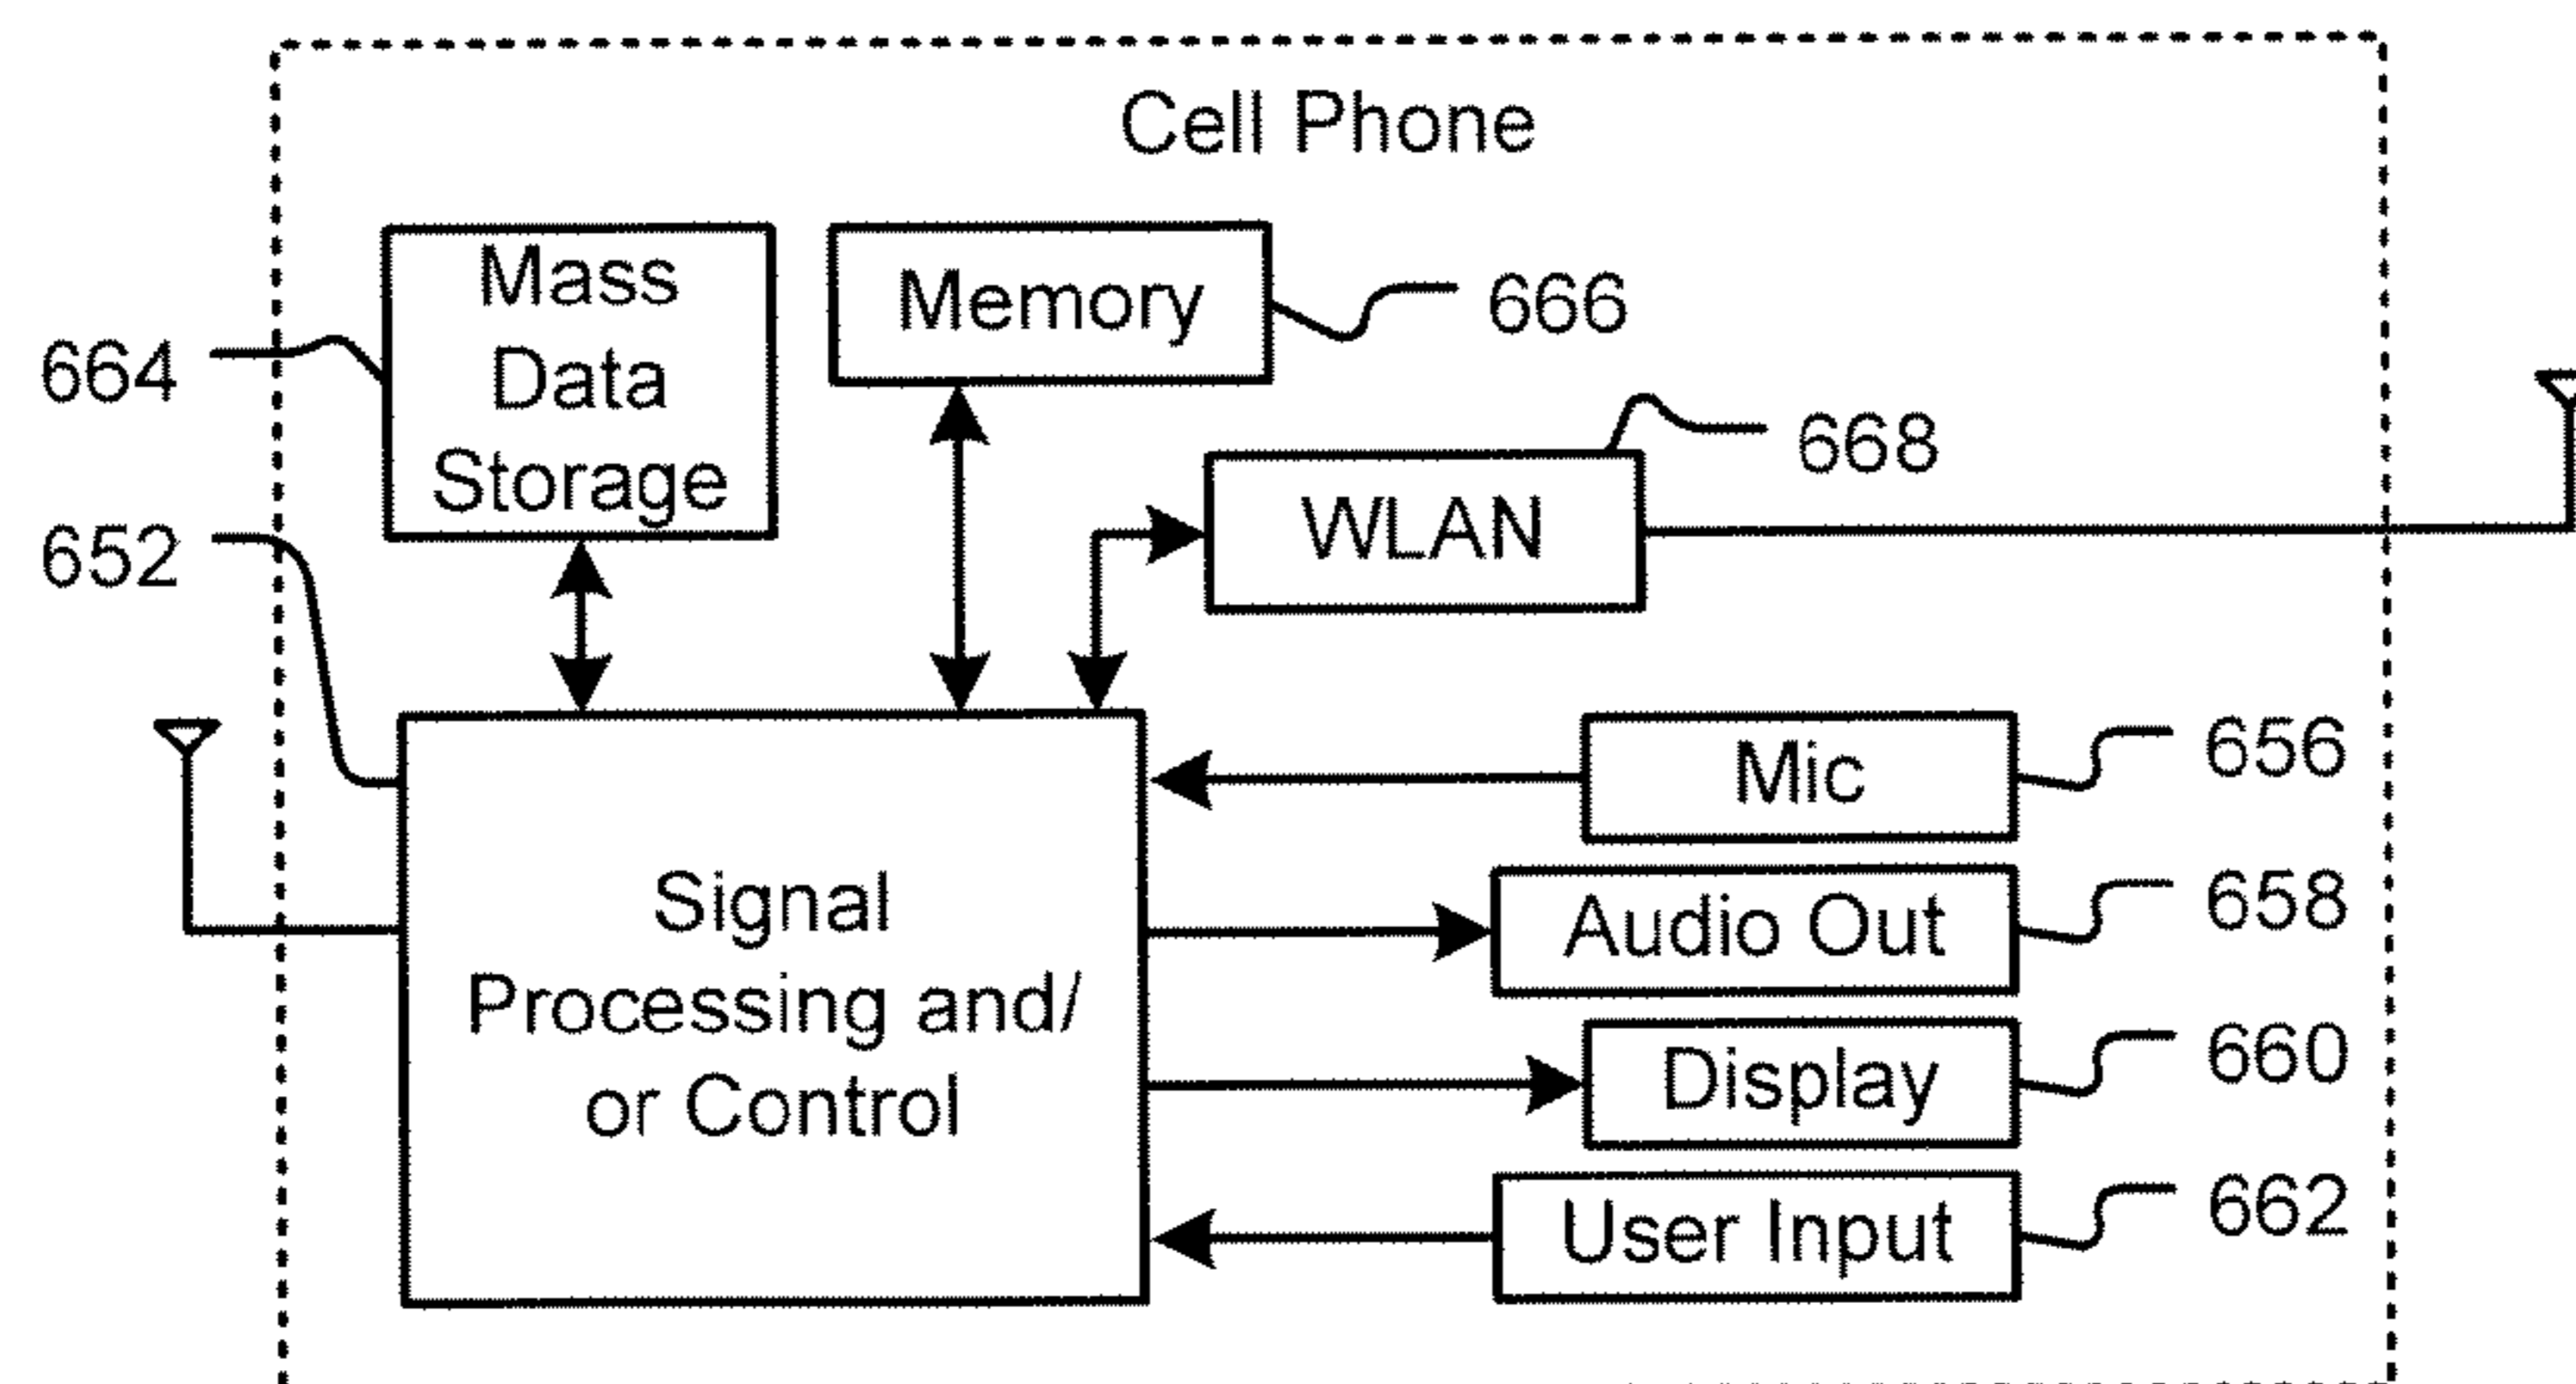 Cell Phone
Mass
Data
Storage
Memory
666
664
668
WLAN
652
Mic
656
Signal
Processing and/
or Control
Audio Out
658
Display
660
User Input
662